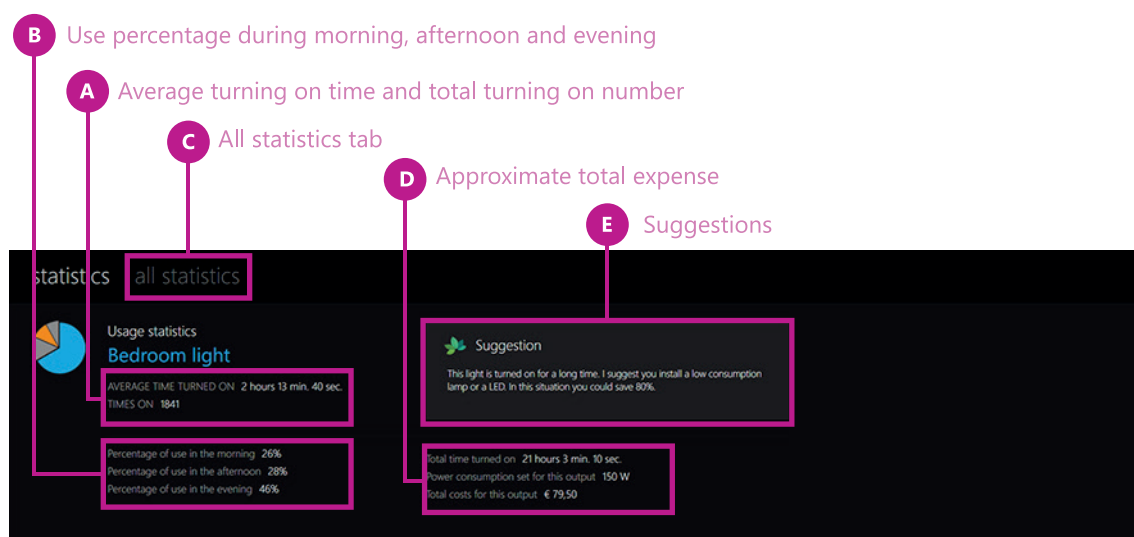 B Use percentage during morning, afternoon and evening
A Average turning on time and total turning on number
C All statistics tab
D Approximate total expense
E Suggestions
statistics all statistics
Usage statistics
Bedroom light
AVERAGE TIME TURNED ON 2 hours 13 min. 40 sec.
TIMES ON 1841
Percentage of use in the morning 26%
Percentage of use in the afternoon 28%
Percentage of use in the evening 46%
Suggestion
This light is turned on for a long time. I suggest you install a low consumption
lamp or a LED. In this situation you could save 80%.
Total time turned on 21 hours 3 min. 10 sec.
Power consumption set for this output 150 W
Total costs for this output € 79,50